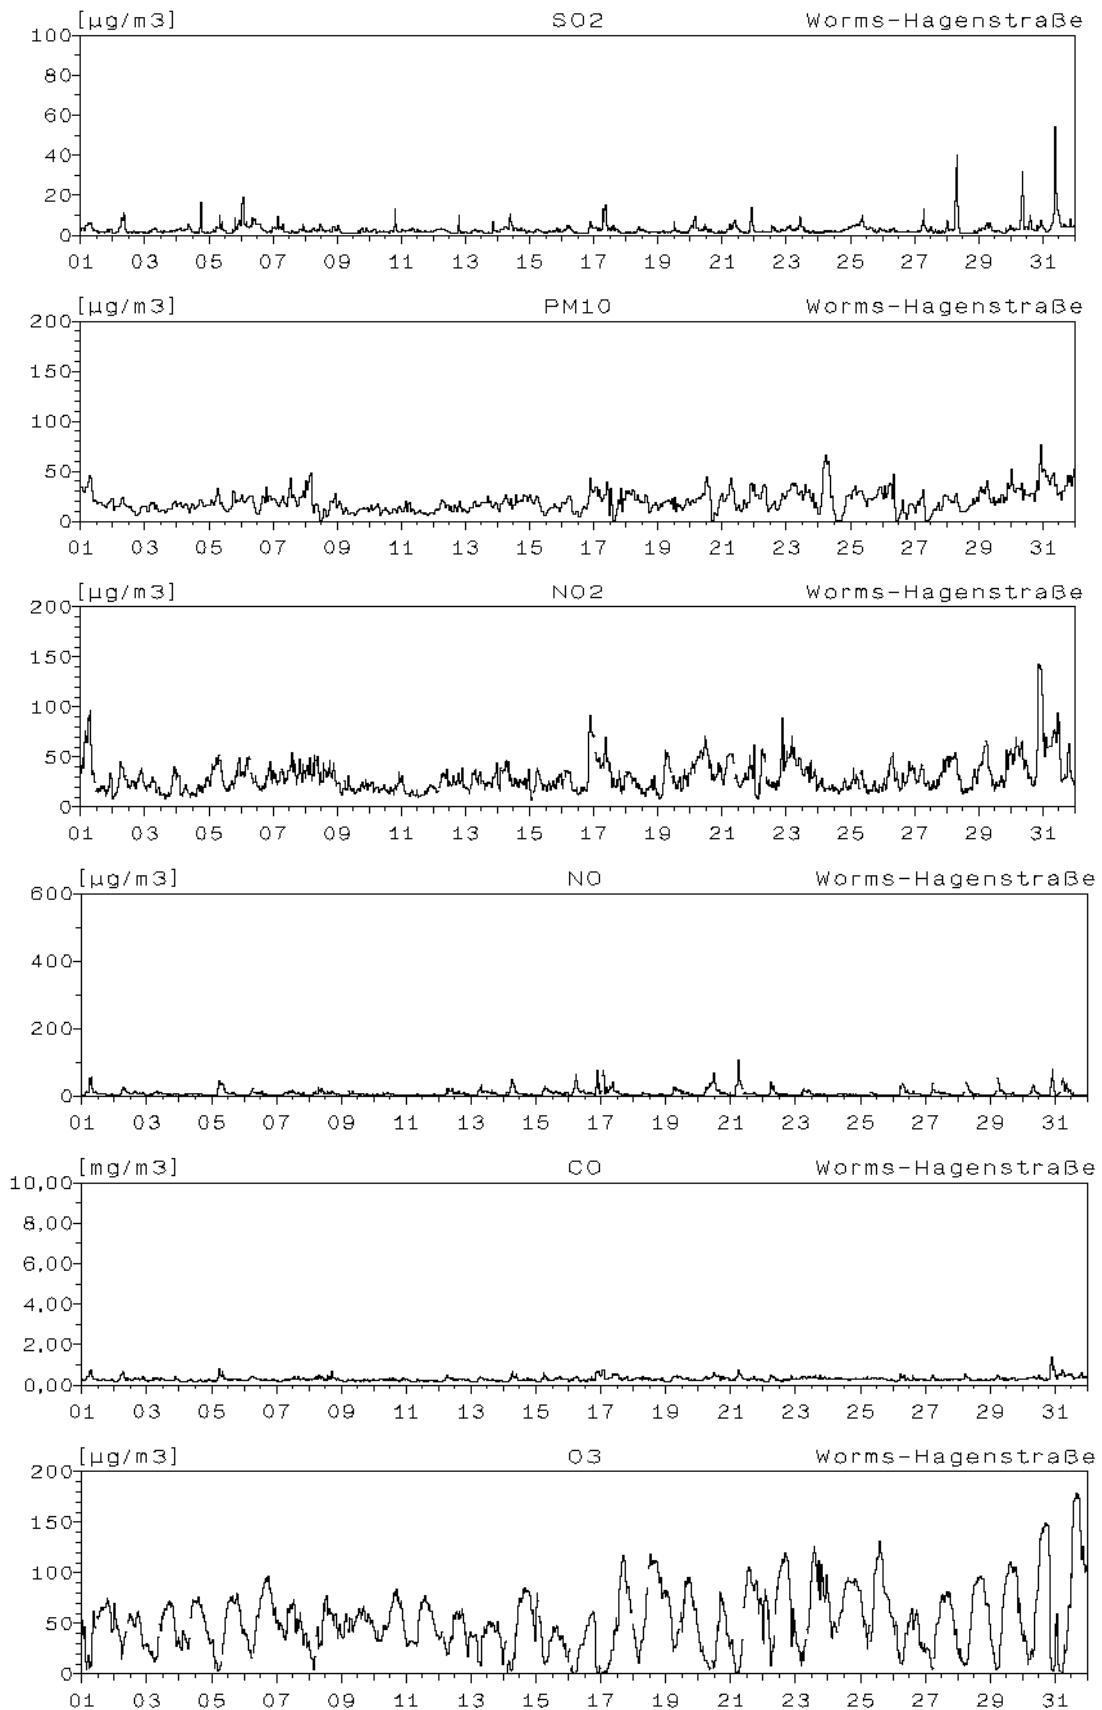 [µg/m3] SO2 Worms-Hagenstraße
100
80
60
40
20
0
01 03 05 07 09 11 13 15 17 19 21 23 25 27 29 31
[µg/m3] PM10 Worms-Hagenstraße
200
150
100
50
0
01 03 05 07 09 11 13 15 17 19 21 23 25 27 29 31
[µg/m3] NO2 Worms-Hagenstraße
200
150
100
50
0
01 03 05 07 09 11 13 15 17 19 21 23 25 27 29 31
[µg/m3] NO Worms-Hagenstraße
600
400
200
0
01 03 05 07 09 11 13 15 17 19 21 23 25 27 29 31
[mg/m3] CO Worms-Hagenstraße
10,00
8,00
6,00
4,00
2,00
0,00
01 03 05 07 09 11 13 15 17 19 21 23 25 27 29 31
[µg/m3] O3 Worms-Hagenstraße
200
150
100
50
0
01 03 05 07 09 11 13 15 17 19 21 23 25 27 29 31